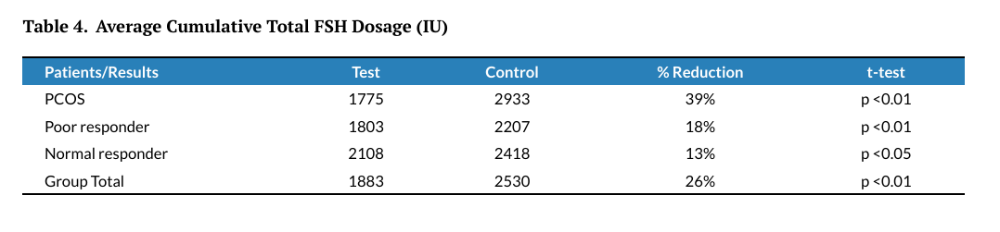 Table 4. Average Cumulative Total FSH Dosage (IU)
Patients/Results Test Control % Reduction t-test
PCOS 1775 2933 39% p <0.01
Poor responder 1803 2207 18% p <0.01
Normal responder 2108 2418 13% p <0.05
Group Total 1883 2530 26% p <0.01